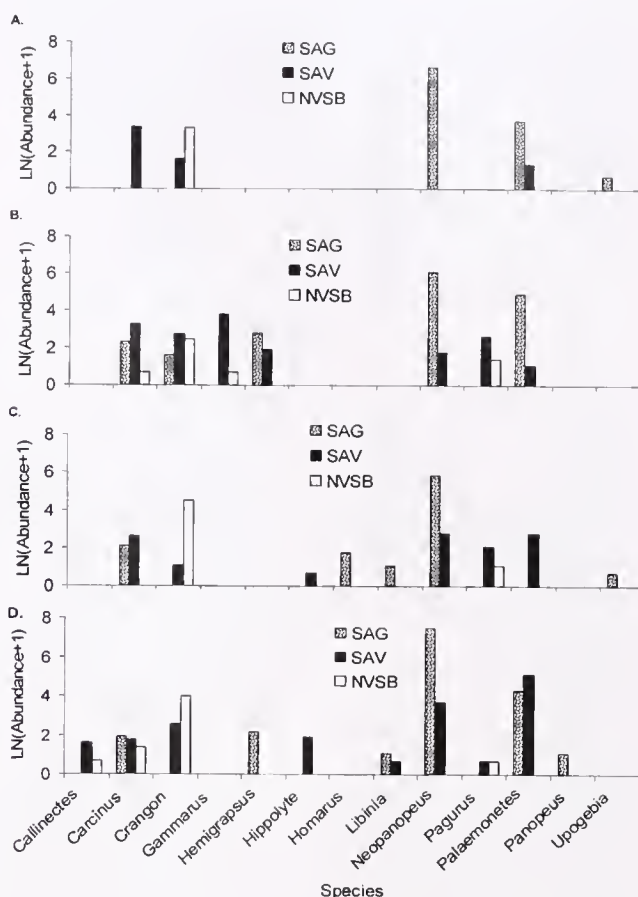 A.
LN(Abundance+1)
8
6
4
2
0
SAG
SAV
NVSB
B.
LN(Abundance+1)
8
6
4
2
0
SAG
SAV
NVSB
C.
LN(Abundance+1)
8
6
4
2
0
SAG
SAV
NVSB
D.
LN(Abundance+1)
8
6
4
2
0
SAG
SAV
NVSB
Callinectes
Carcinus
Crangon
Gammarus
Hemigrapsus
Hippolyte
Homarus
Libinia
Neopanopeus
Pagurus
Palaemonetes
Panopeus
Upogebia
Species